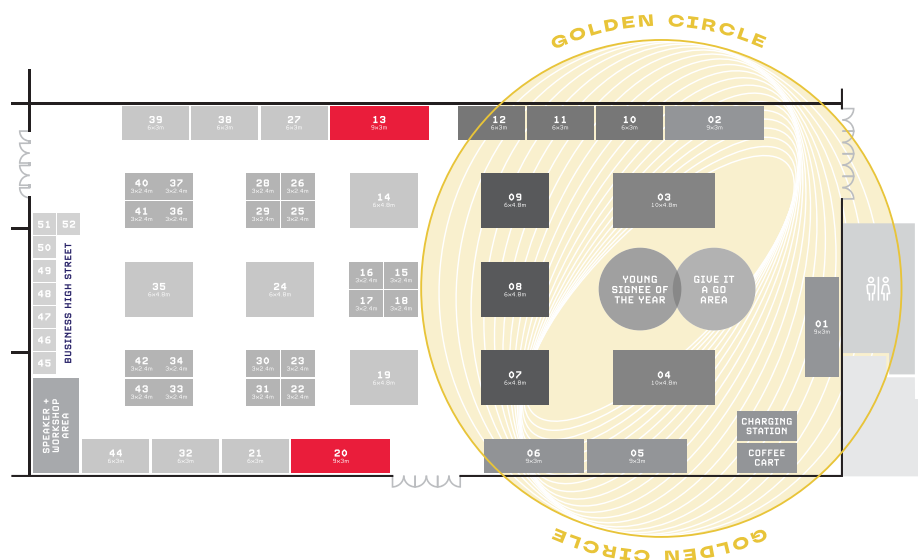 GOLDEN CIRCLE
39
6x3m
38
6x3m
27
6x3m
13
9x3m
12
6x3m
11
6x3m
10
6x3m
02
9x3m
40
3x2.4m
37
3x2.4m
41
3x2.4m
36
3x2.4m
28
3x2.4m
26
3x2.4m
29
3x2.4m
25
3x2.4m
14
6x4.8m
09
6x4.8m
03
10x4.8m
51
52
50
49
48
47
46
45
BUSINESS HIGH STREET
35
6x4.8m
24
6x4.8m
16
3x2.4m
15
3x2.4m
17
3x2.4m
18
3x2.4m
08
6x4.8m
YOUNG
SIGNEE OF
THE YEAR
GIVE IT
A GO
AREA
01
9x3m
42
3x2.4m
34
3x2.4m
43
3x2.4m
33
3x2.4m
30
3x2.4m
23
3x2.4m
31
3x2.4m
22
3x2.4m
19
6x4.8m
07
6x4.8m
04
10x4.8m
SPEAKER +
WORKSHOP
AREA
44
6x3m
32
6x3m
21
6x3m
20
9x3m
06
9x3m
05
9x3m
CHARGING
STATION
COFFEE
CART
GOLDEN CIRCLE